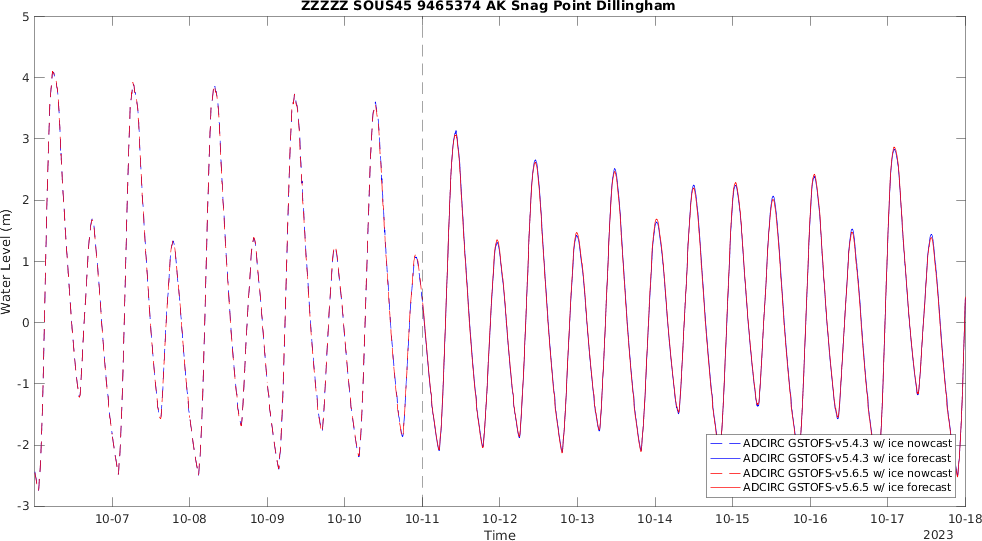 ZZZZZ SOUS45 9465374 AK Snag Point Dillingham
5
4
3
2
1
0
-1
-2
-3
Water Level (m)
ADCIRC GSTOFS-v5.4.3 w/ ice nowcast
ADCIRC GSTOFS-v5.4.3 w/ ice forecast
ADCIRC GSTOFS-v5.6.5 w/ ice nowcast
ADCIRC GSTOFS-v5.6.5 w/ ice forecast
10-07 10-08 10-09 10-10 10-11 10-12 10-13 10-14 10-15 10-16 10-17 10-18
Time
2023